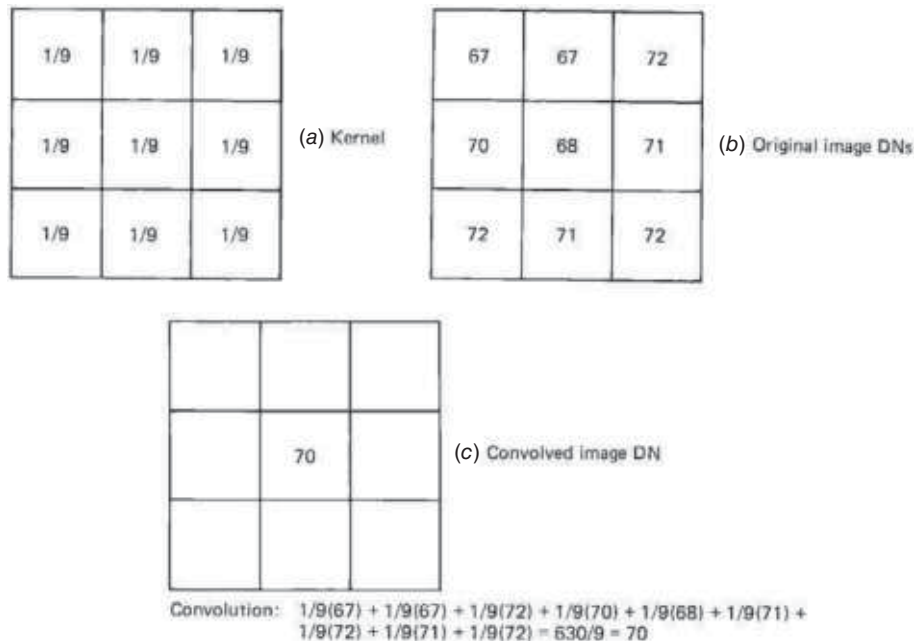 1/9 1/9 1/9
1/9 1/9 1/9
1/9 1/9 1/9
(a) Kernel
67 67 72
70 68 71
72 71 72
(b) Original image DNs
70
(c) Convolved image DN
Convolution: 1/9(67) + 1/9(67) + 1/9(72) + 1/9(70) + 1/9(68) + 1/9(71) +
1/9(72) + 1/9(71) + 1/9(72) = 630/9 = 70